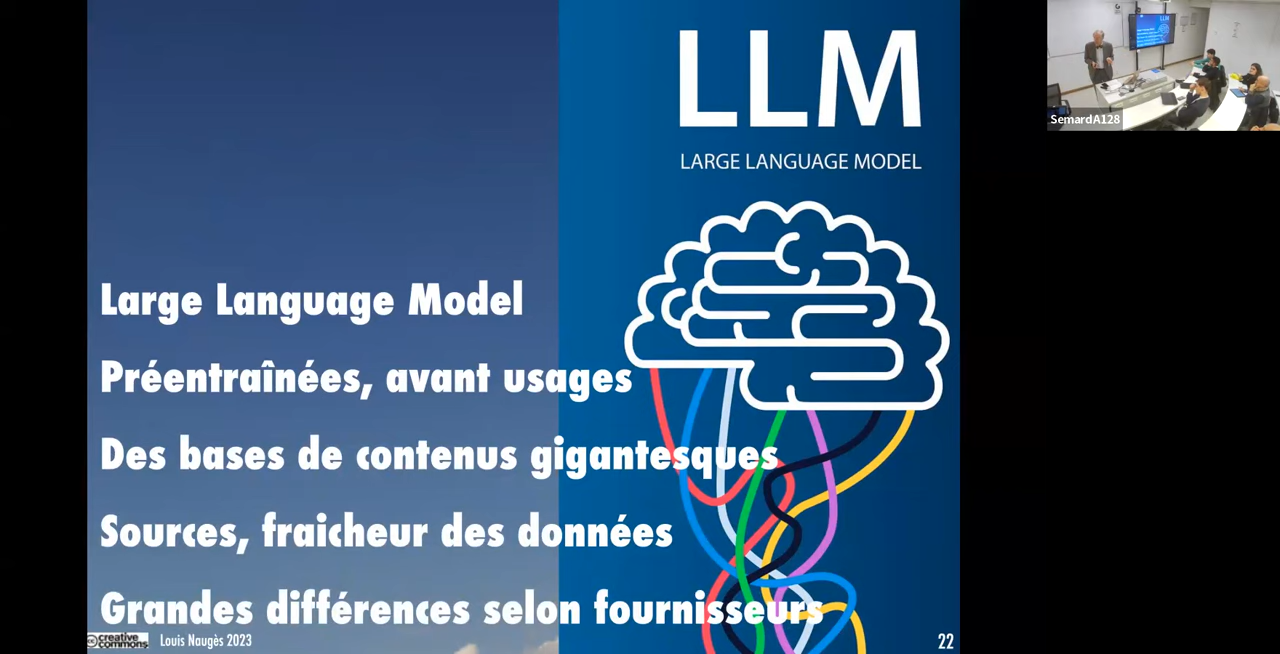 LLM
LARGE LANGUAGE MODEL
Large Language Model
Préentraînées, avant usages
Des bases de contenus gigantesques
Sources, fraicheur des données
Grandes différences selon fournisseurs
creative commons
Louis Naugès 2023
22
SemardA128